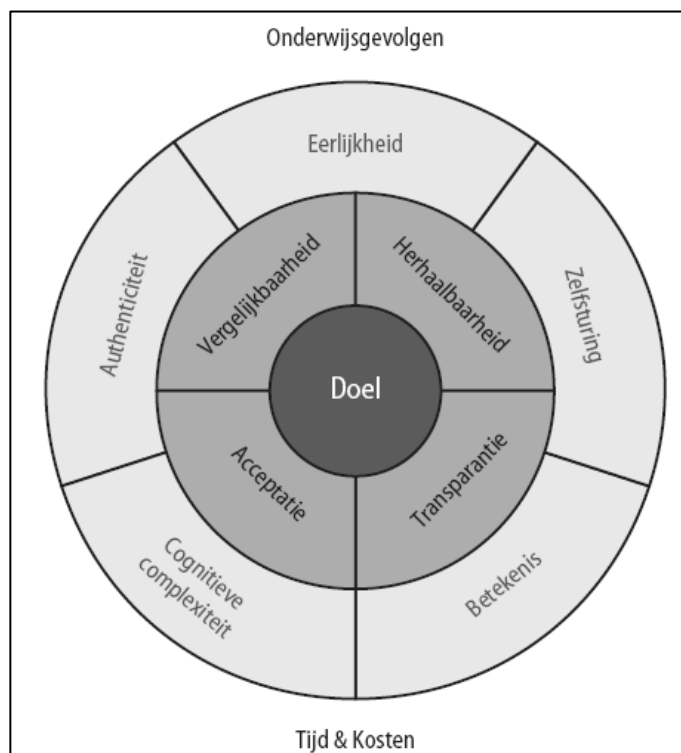 Onderwijsgevolgen
Eerlijkheid
Authenticiteit
Vergelijkbaarheid
Herhaalbaarheid
Zelfsturing
Doel
Acceptatie
Transparantie
Cognitieve
complexiteit
Betekenis
Tijd & Kosten